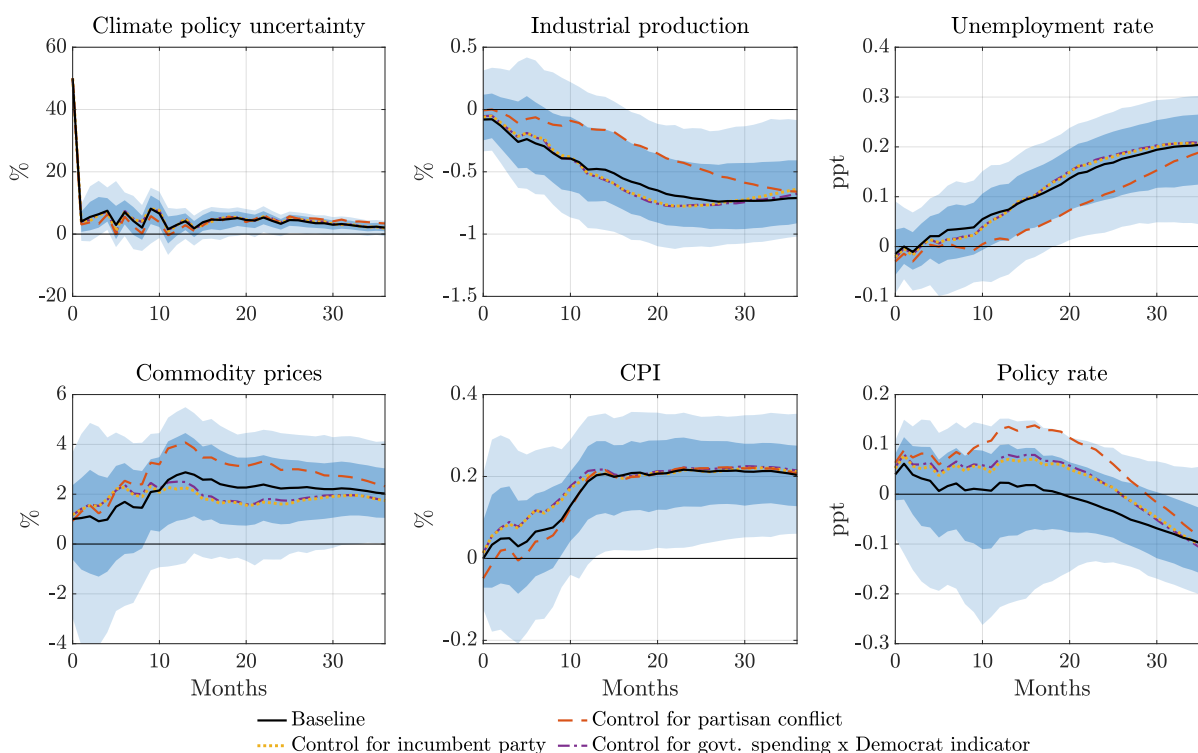 Climate policy uncertainty
60
40
20
0
-20
%
0 10 20 30
Industrial production
0.5
0
-0.5
-1
-1.5
%
0 10 20 30
Unemployment rate
0.4
0.3
0.2
0.1
0
-0.1
ppt
0 10 20 30
Commodity prices
6
4
2
0
-2
-4
%
0 10 20 30
Months
CPI
0.4
0.2
0
-0.2
%
0 10 20 30
Months
Policy rate
0.2
0.1
0
-0.1
-0.2
-0.3
ppt
0 10 20 30
Months
Baseline
Control for partisan conflict
Control for incumbent party
Control for govt. spending x Democrat indicator